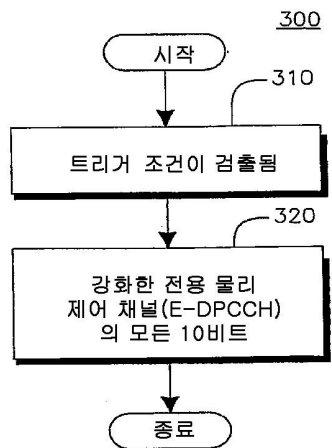 300
시작
310
트리거 조건이 검출됨
320
강화한 전용 물리
제어 채널(E-DPCCH)
의 모든 10비트
종료